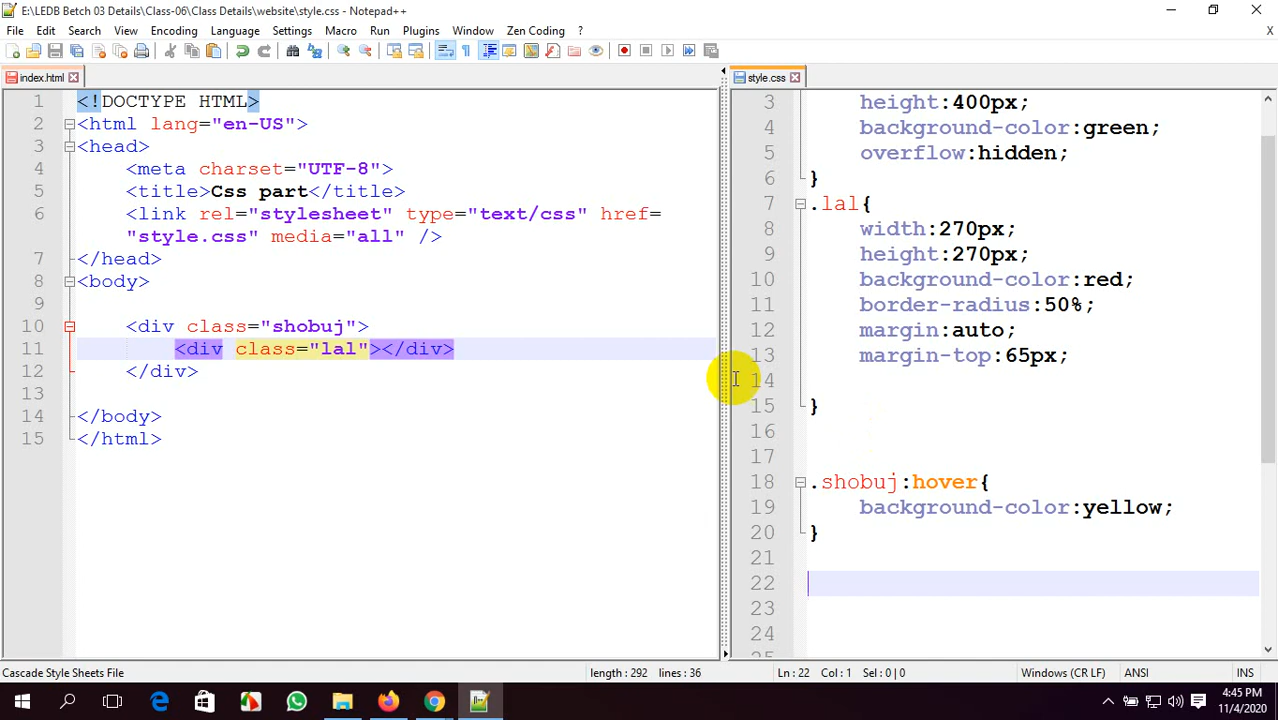 E:\LEDB Betch 03 Details\Class-06\Class Details\website\style.css - Notepad++
File Edit Search View Encoding Language Settings Macro Run Plugins Window Zen Coding ? X
index.html
style.css
1 <!DOCTYPE HTML>
2 <html lang="en-US">
3 <head>
4 <meta charset="UTF-8">
5 <title>Css part</title>
6 <link rel="stylesheet" type="text/css" href=
"style.css" media="all" />
7 </head>
8 <body>
9
10 <div class="shobuj">
11 <div class="lal"></div>
12 </div>
13
14 </body>
15 </html>
3 height:400px;
4 background-color:green;
5 overflow:hidden;
6 }
7 .lal{
8 width:270px;
9 height:270px;
10 background-color:red;
11 border-radius:50%;
12 margin:auto;
13 margin-top:65px;
14
15 }
16
17
18 .shobuj:hover{
19 background-color:yellow;
20 }
21
22
23
24
25
Cascade Style Sheets File length : 292 lines : 36 Ln : 22 Col : 1 Sel : 0 | 0 Windows (CR LF) ANSI INS
4:45 PM
11/4/2020